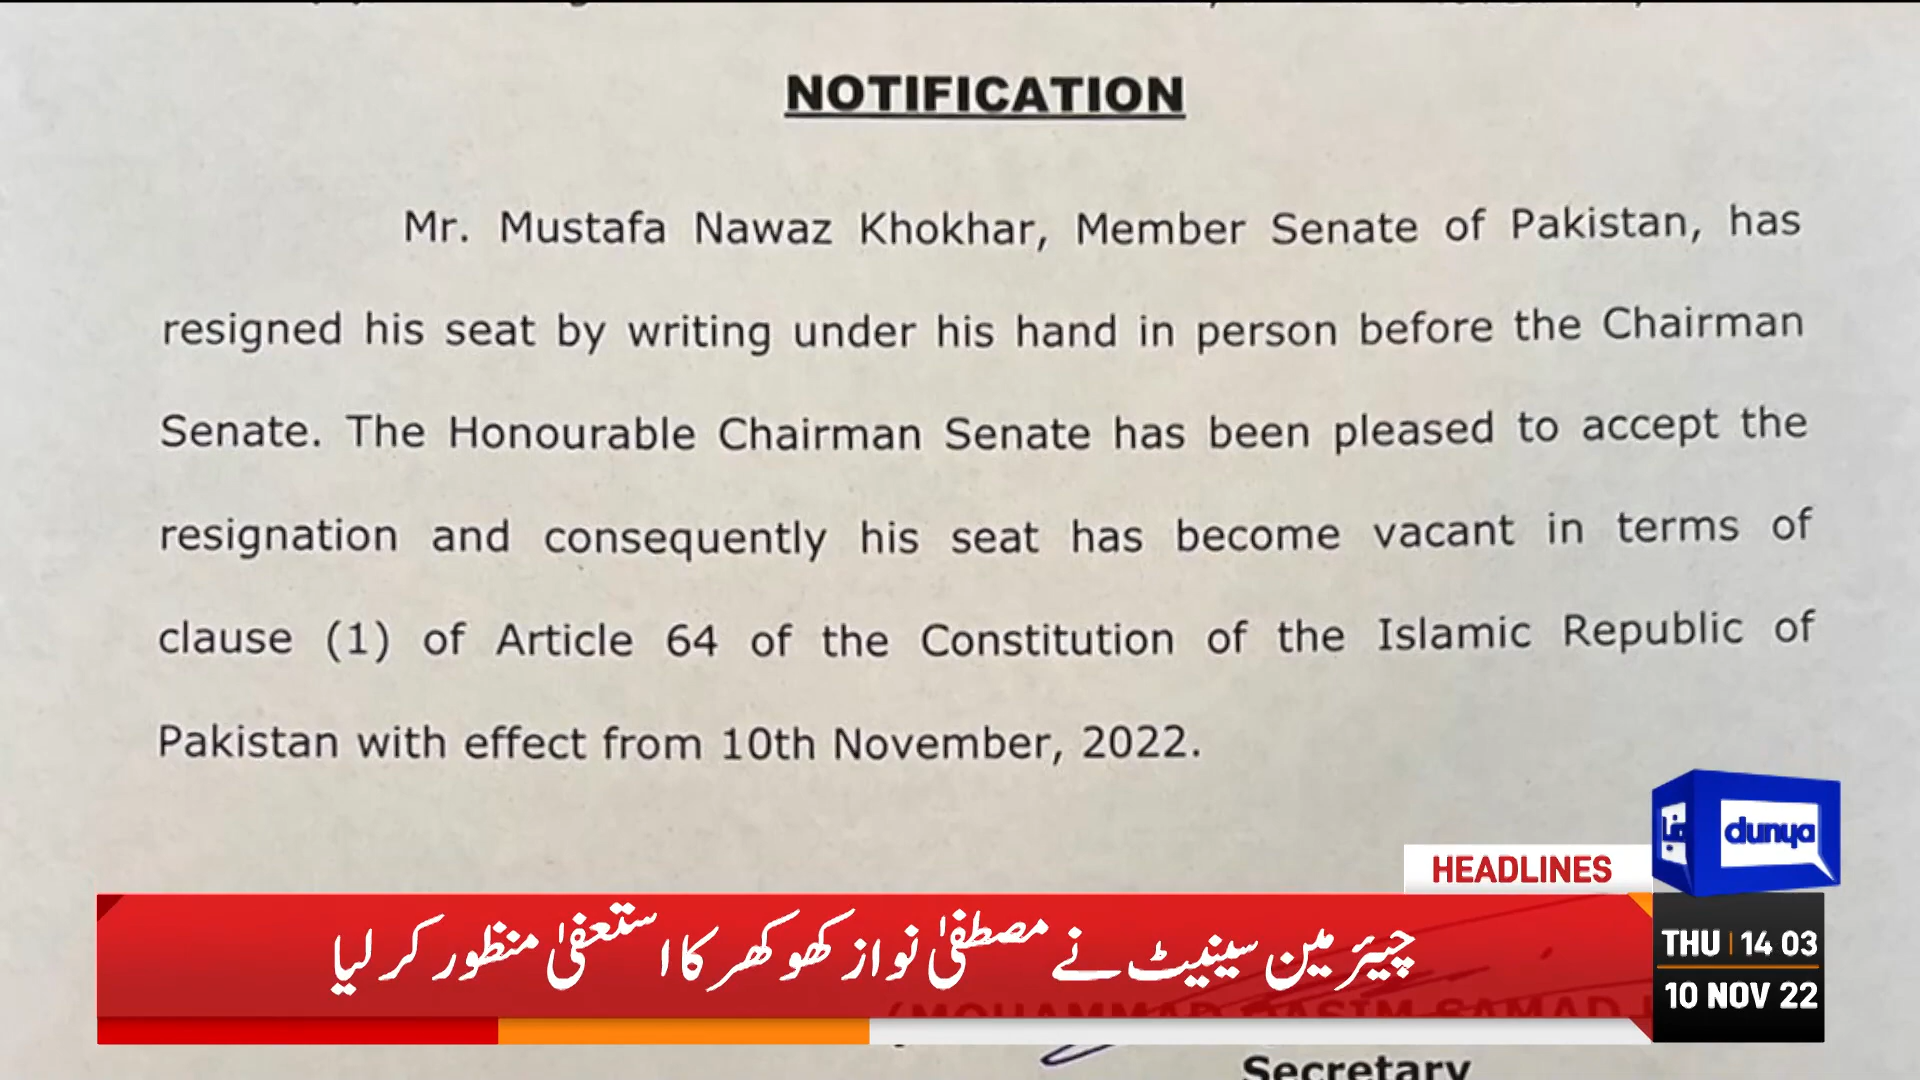 NOTIFICATION
Mr. Mustafa Nawaz Khokhar, Member Senate of Pakistan, has
resigned his seat by writing under his hand in person before the Chairman
Senate. The Honourable Chairman Senate has been pleased to accept the
resignation and consequently his seat has become vacant in terms of
clause (1) of Article 64 of the Constitution of the Islamic Republic of
Pakistan with effect from 10th November, 2022.
dunya
HEADLINES
چیئرمین سینیٹ نے مصطفیٰ نواز کھوکھر کا استعفیٰ منظور کر لیا
THU 14 03
10 NOV 22
Secretary